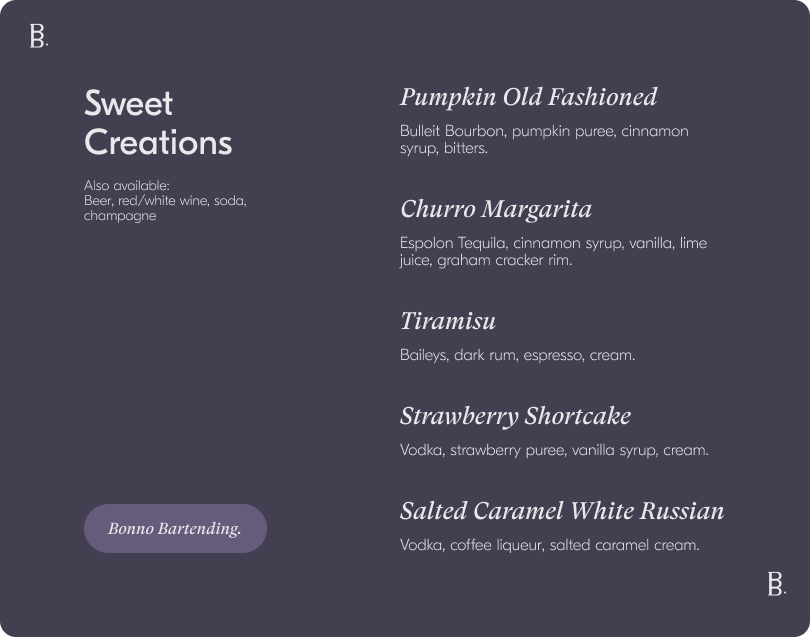 B.
Sweet
Creations
Also available:
Beer, red/white wine, soda,
champagne
Bonno Bartending.
Pumpkin Old Fashioned
Bulleit Bourbon, pumpkin puree, cinnamon
syrup, bitters.
Churro Margarita
Espolon Tequila, cinnamon syrup, vanilla, lime
juice, graham cracker rim.
Tiramisu
Baileys, dark rum, espresso, cream.
Strawberry Shortcake
Vodka, strawberry puree, vanilla syrup, cream.
Salted Caramel White Russian
Vodka, coffee liqueur, salted caramel cream.
B.